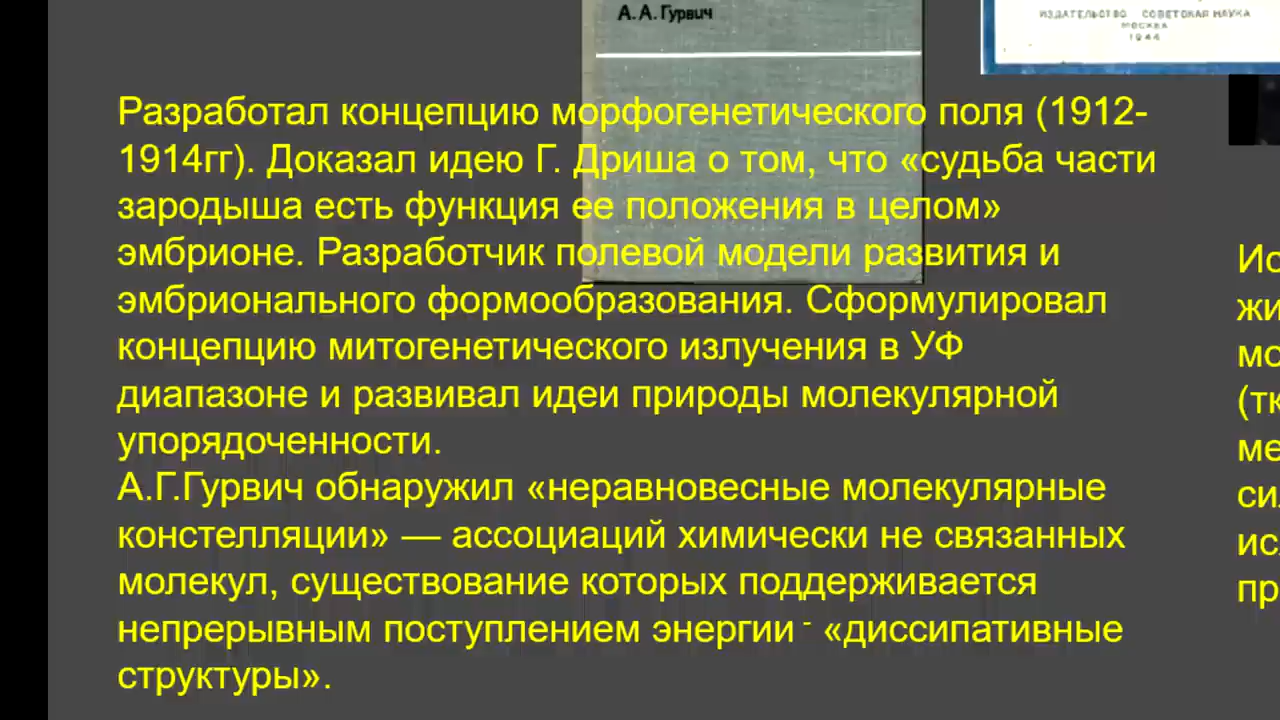 А. А. Гурвич
ИЗДАТЕЛЬСТВО СОВЕТСКАЯ НАУКА
МОСКВА
1944
Разработал концепцию морфогенетического поля (1912-
1914гг). Доказал идею Г. Дриша о том, что «судьба части
зародыша есть функция ее положения в целом»
эмбрионе. Разработчик полевой модели развития и
эмбрионального формообразования. Сформулировал
концепцию митогенетического излучения в УФ
диапазоне и развивал идеи природы молекулярной
упорядоченности.
А.Г.Гурвич обнаружил «неравновесные молекулярные
констелляции» — ассоциаций химически не связанных
молекул, существование которых поддерживается
непрерывным поступлением энергии - «диссипативные
структуры».